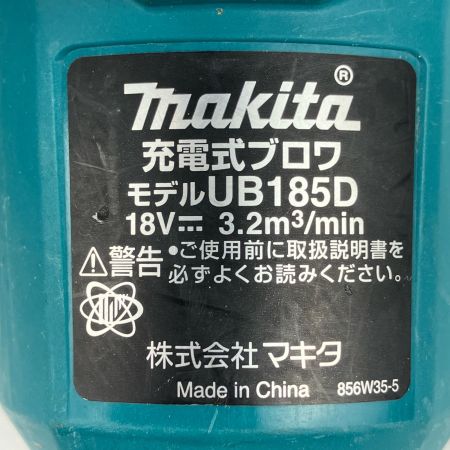 makita®
充電式ブロワ
モデルUB185D
18V⎓ 3.2m³/min
⚠警告 •ご使用前に取扱説明書を
必ずよくお読みください。
株式会社 マキタ
Made in China 856W35-5